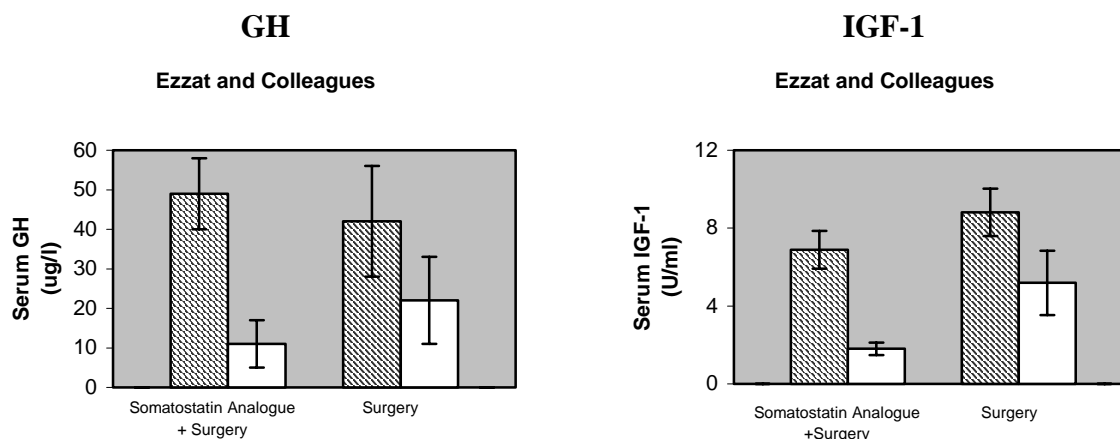 GH
Ezzat and Colleagues
Serum GH
(ug/l)
60
50
40
30
20
10
0
Somatostatin Analogue
+ Surgery
Surgery
IGF-1
Ezzat and Colleagues
Serum IGF-1
(U/ml)
12
8
4
0
Somatostatin Analogue
+Surgery
Surgery